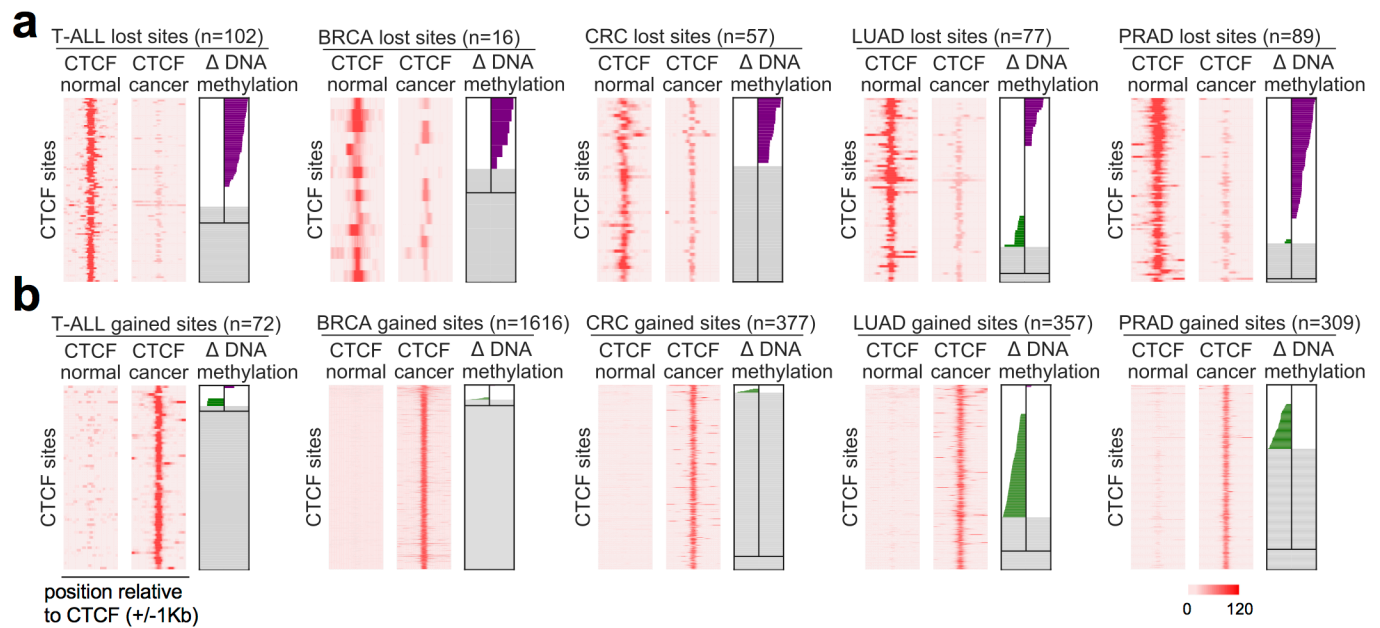 a
T-ALL lost sites (n=102)
BRCA lost sites (n=16)
CRC lost sites (n=57)
LUAD lost sites (n=77)
PRAD lost sites (n=89)
CTCF CTCF Δ DNA
normal cancer methylation
CTCF CTCF Δ DNA
normal cancer methylation
CTCF CTCF Δ DNA
normal cancer methylation
CTCF CTCF Δ DNA
normal cancer methylation
CTCF CTCF Δ DNA
normal cancer methylation
CTCF sites
CTCF sites
CTCF sites
CTCF sites
CTCF sites
b
T-ALL gained sites (n=72)
BRCA gained sites (n=1616)
CRC gained sites (n=377)
LUAD gained sites (n=357)
PRAD gained sites (n=309)
CTCF CTCF Δ DNA
normal cancer methylation
CTCF CTCF Δ DNA
normal cancer methylation
CTCF CTCF Δ DNA
normal cancer methylation
CTCF CTCF Δ DNA
normal cancer methylation
CTCF CTCF Δ DNA
normal cancer methylation
CTCF sites
CTCF sites
CTCF sites
CTCF sites
CTCF sites
position relative
to CTCF (+/-1Kb)
0 120